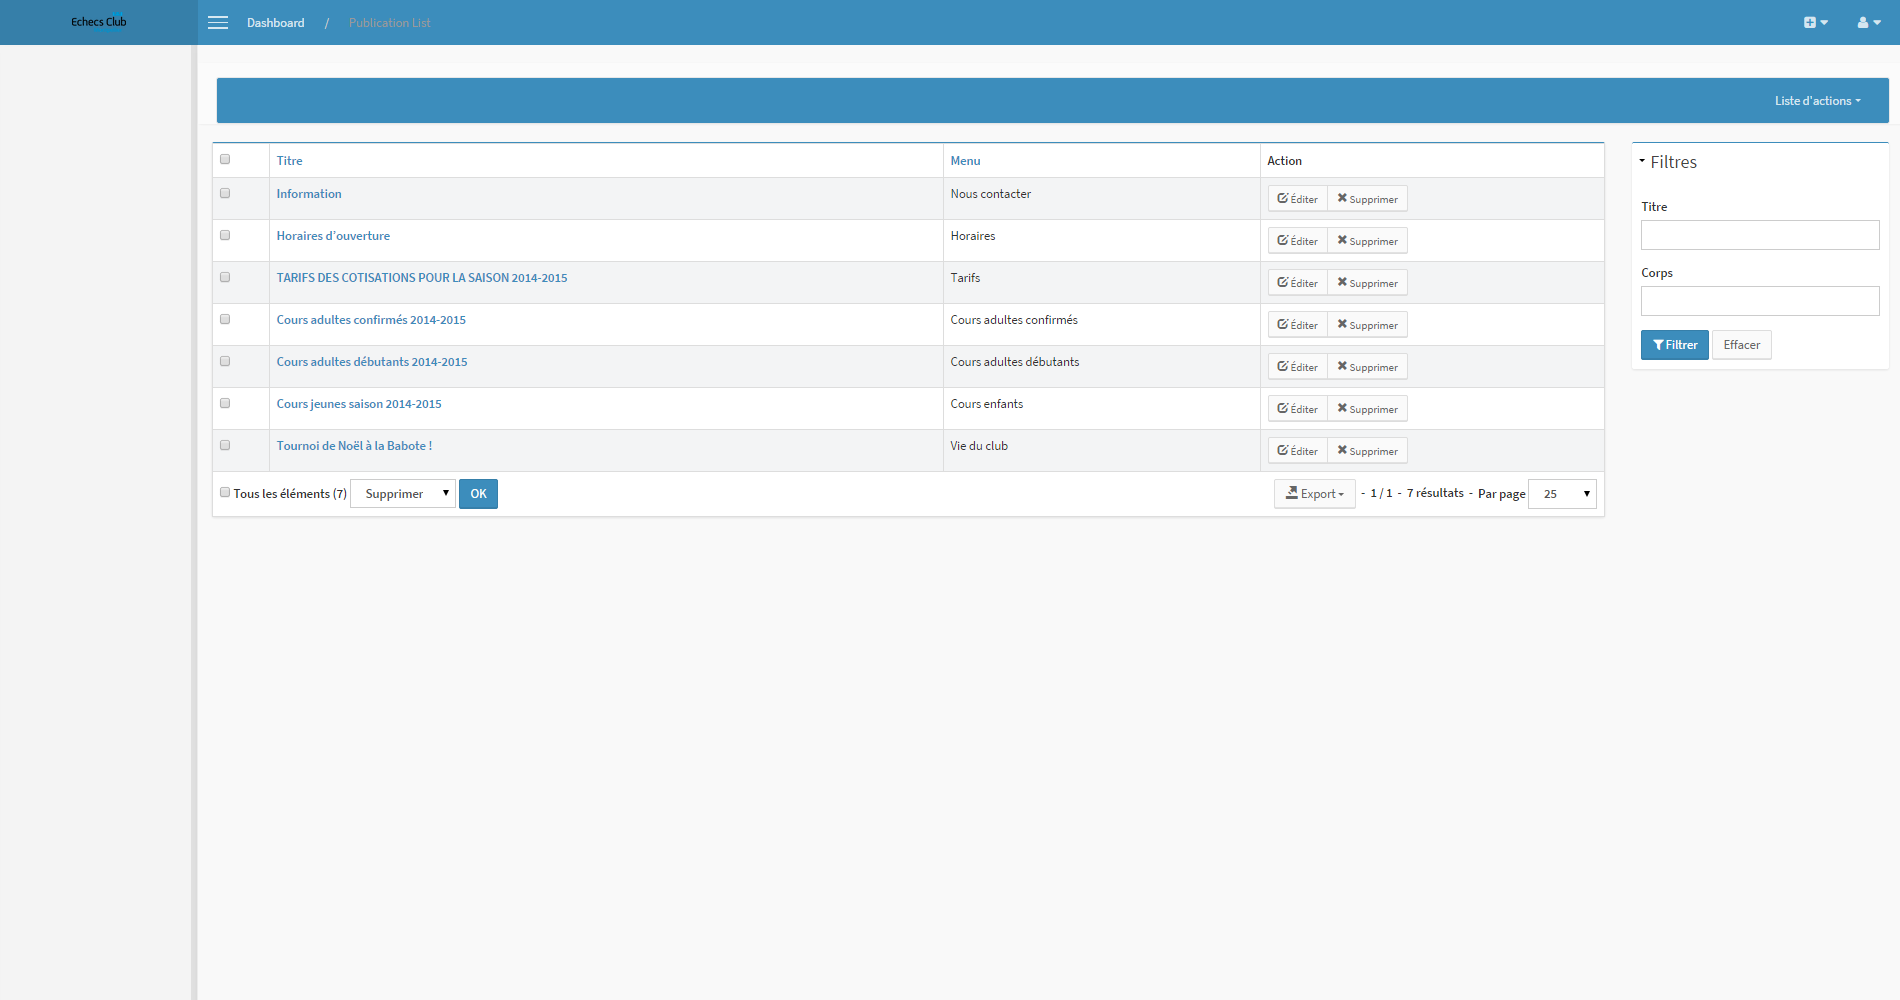 Echecs Club
Dashboard / Publication List
Liste d'actions
Titre Menu Action
Information Nous contacter Éditer Supprimer
Horaires d'ouverture Horaires Éditer Supprimer
TARIFS DES COTISATIONS POUR LA SAISON 2014-2015 Tarifs Éditer Supprimer
Cours adultes confirmés 2014-2015 Cours adultes confirmés Éditer Supprimer
Cours adultes débutants 2014-2015 Cours adultes débutants Éditer Supprimer
Cours jeunes saison 2014-2015 Cours enfants Éditer Supprimer
Tournoi de Noël à la Babote ! Vie du club Éditer Supprimer
Tous les éléments (7) Supprimer OK Export - 1 / 1 - 7 résultats - Par page 25
Filtres
Titre
Corps
Filtrer Effacer